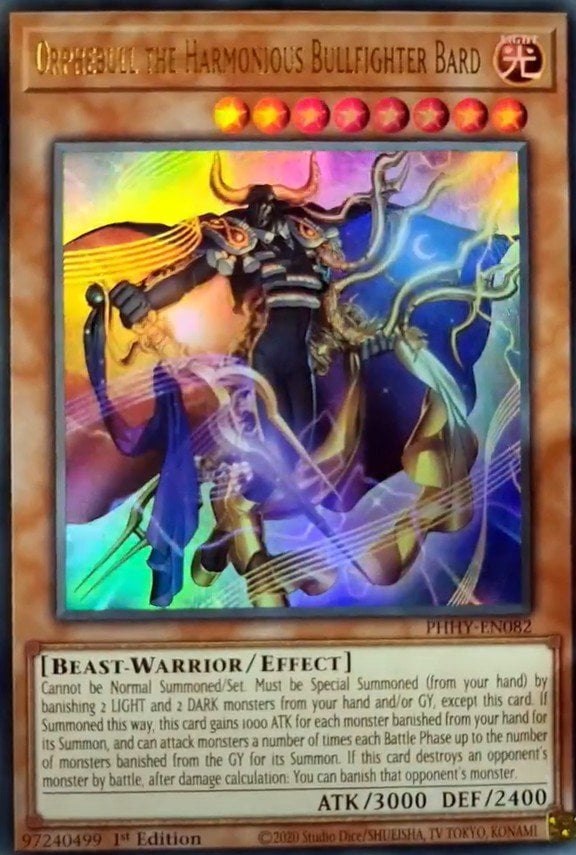 ORPHEBULL THE HARMONIOUS BULLFIGHTER BARD
LIGHT
光
PHHY-EN082
[BEAST-WARRIOR/EFFECT]
Cannot be Normal Summoned/Set. Must be Special Summoned (from your hand) by
banishing 2 LIGHT and 2 DARK monsters from your hand and/or GY, except this card. If
Summoned this way, this card gains 1000 ATK for each monster banished from your hand for
its Summon, and can attack monsters a number of times each Battle Phase up to the number
of monsters banished from the GY for its Summon. If this card destroys an opponent's
monster by battle, after damage calculation: You can banish that opponent's monster.
ATK/3000 DEF/2400
97240499 1st Edition ©2020 Studio Dice/SHUEISHA, TV TOKYO, KONAMI